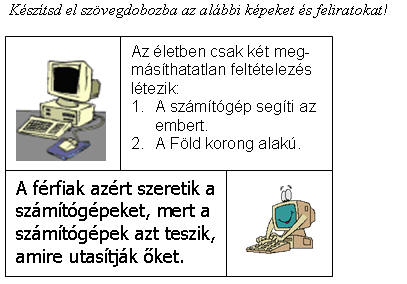 Készítsd el szövegdobozba az alábbi képeket és feliratokat!
Az életben csak két meg-
másíthatatlan feltételezés
létezik:
1. A számítógép segíti az
embert.
2. A Föld korong alakú.
A férfiak azért szeretik a
számítógépeket, mert a
számítógépek azt teszik,
amire utasítják őket.